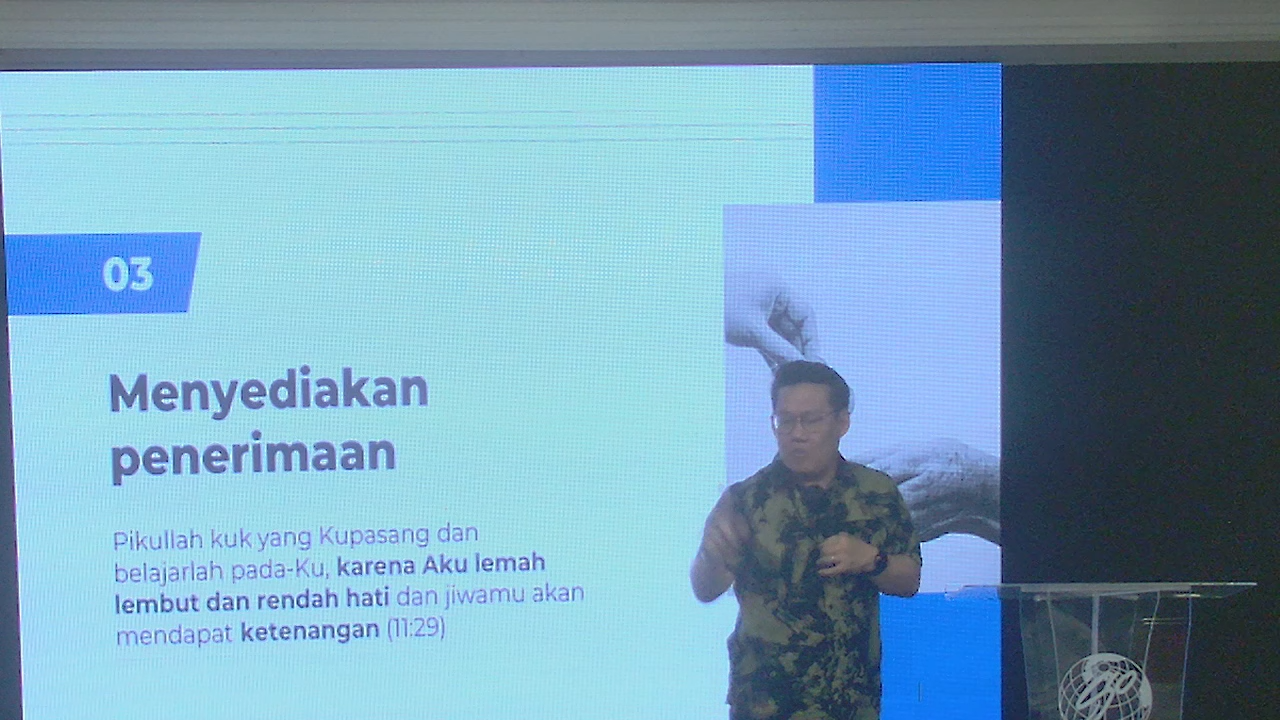 03
Menyediakan
penerimaan
Pikullah kuk yang Kupasang dan
belajarlah pada-Ku, karena Aku lemah
lembut dan rendah hati dan jiwamu akan
mendapat ketenangan (11:29)